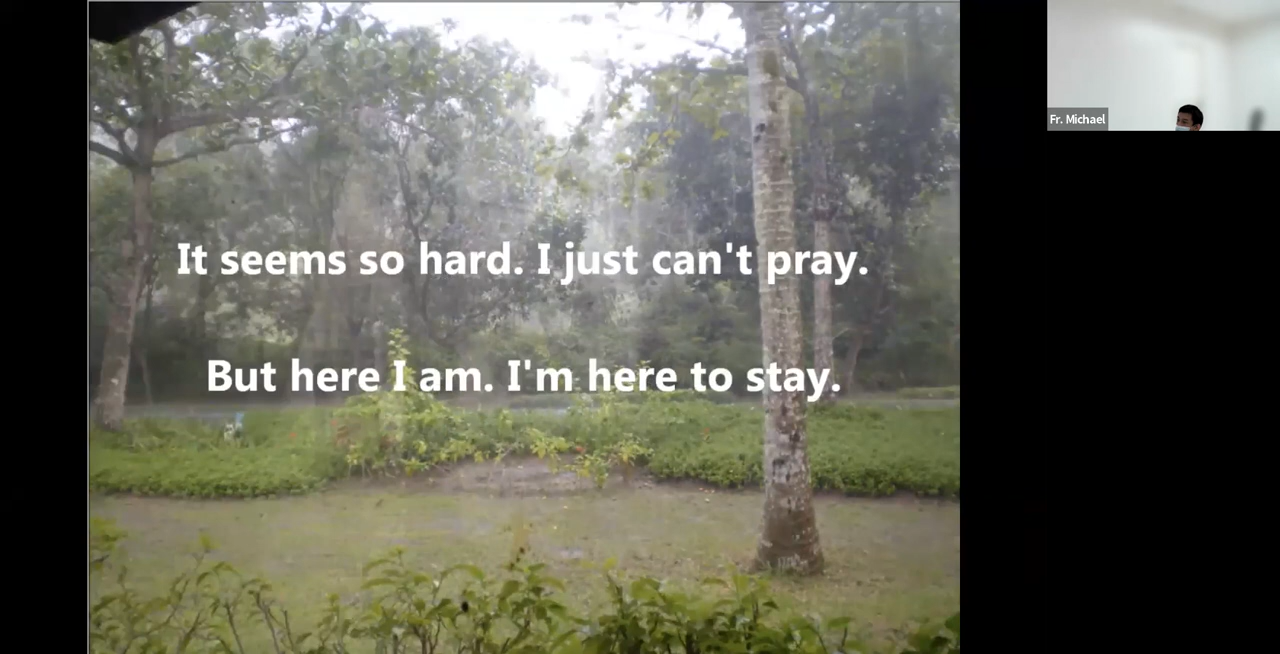 It seems so hard. I just can't pray.
But here I am. I'm here to stay.
Fr. Michael